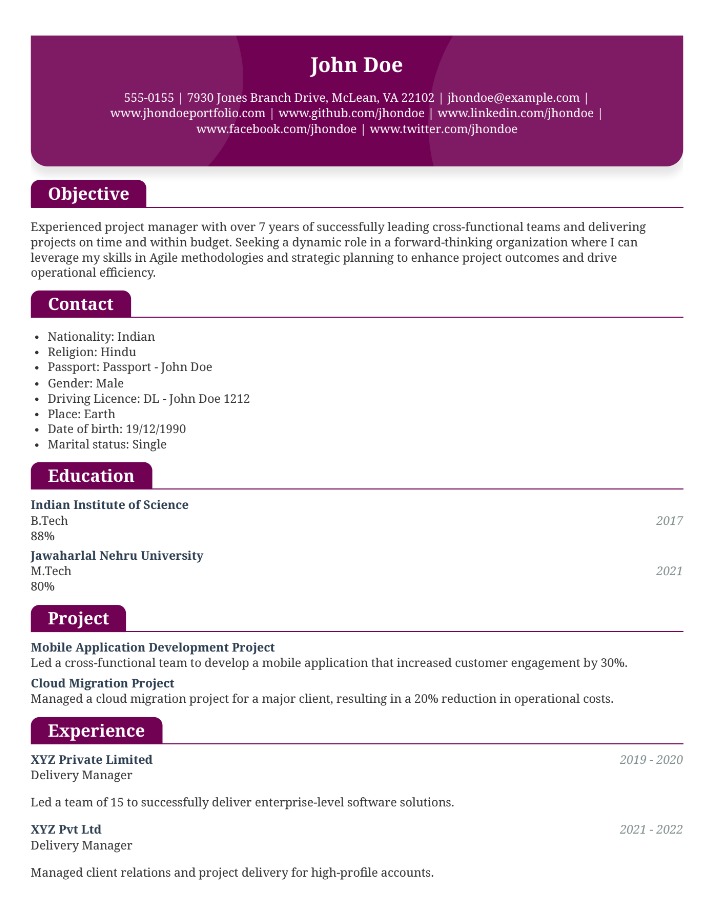 John Doe
555-0155 | 7930 Jones Branch Drive, McLean, VA 22102 | jhondoe@example.com |
www.jhondoeportfolio.com | www.github.com/jhondoe | www.linkedin.com/jhondoe |
www.facebook.com/jhondoe | www.twitter.com/jhondoe
Objective
Experienced project manager with over 7 years of successfully leading cross-functional teams and delivering
projects on time and within budget. Seeking a dynamic role in a forward-thinking organization where I can
leverage my skills in Agile methodologies and strategic planning to enhance project outcomes and drive
operational efficiency.
Contact
• Nationality: Indian
• Religion: Hindu
• Passport: Passport - John Doe
• Gender: Male
• Driving Licence: DL - John Doe 1212
• Place: Earth
• Date of birth: 19/12/1990
• Marital status: Single
Education
Indian Institute of Science
B.Tech 2017
88%
Jawaharlal Nehru University
M.Tech 2021
80%
Project
Mobile Application Development Project
Led a cross-functional team to develop a mobile application that increased customer engagement by 30%.
Cloud Migration Project
Managed a cloud migration project for a major client, resulting in a 20% reduction in operational costs.
Experience
XYZ Private Limited 2019 - 2020
Delivery Manager
Led a team of 15 to successfully deliver enterprise-level software solutions.
XYZ Pvt Ltd 2021 - 2022
Delivery Manager
Managed client relations and project delivery for high-profile accounts.